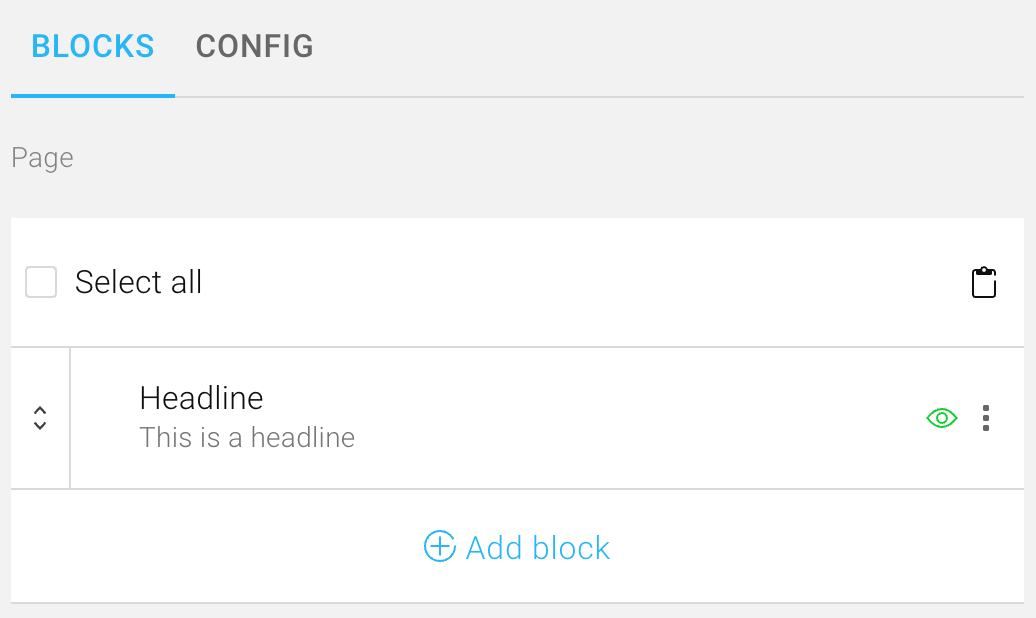 BLOCKS CONFIG
Page
Select all
Headline
This is a headline
Add block